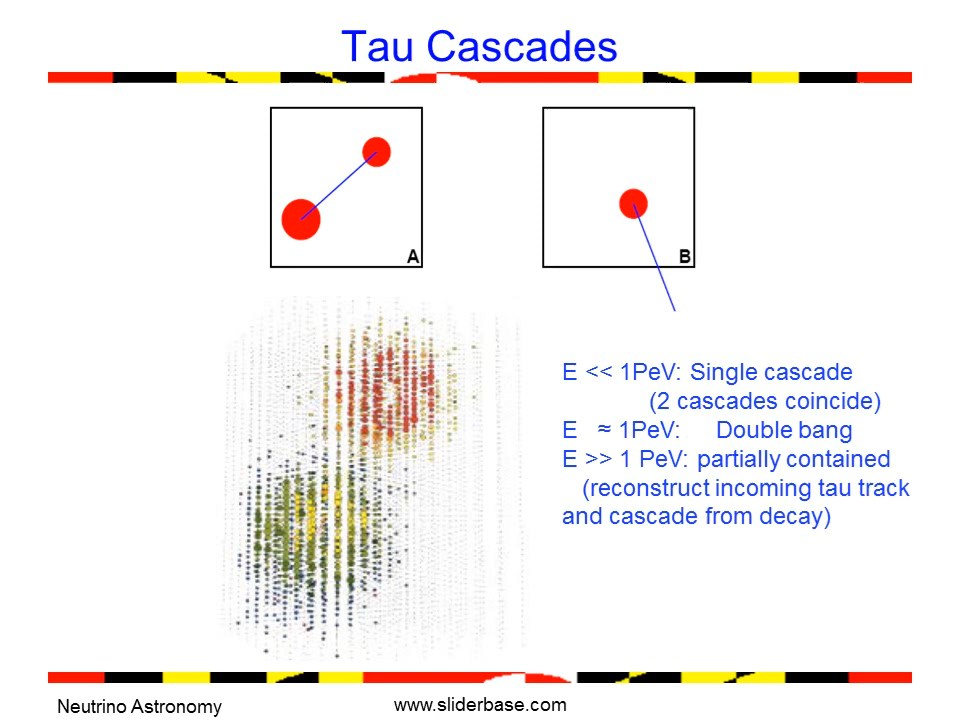 Tau Cascades
A
B
E << 1PeV: Single cascade
(2 cascades coincide)
E ≈ 1PeV: Double bang
E >> 1 PeV: partially contained
(reconstruct incoming tau track
and cascade from decay)
Neutrino Astronomy
www.sliderbase.com